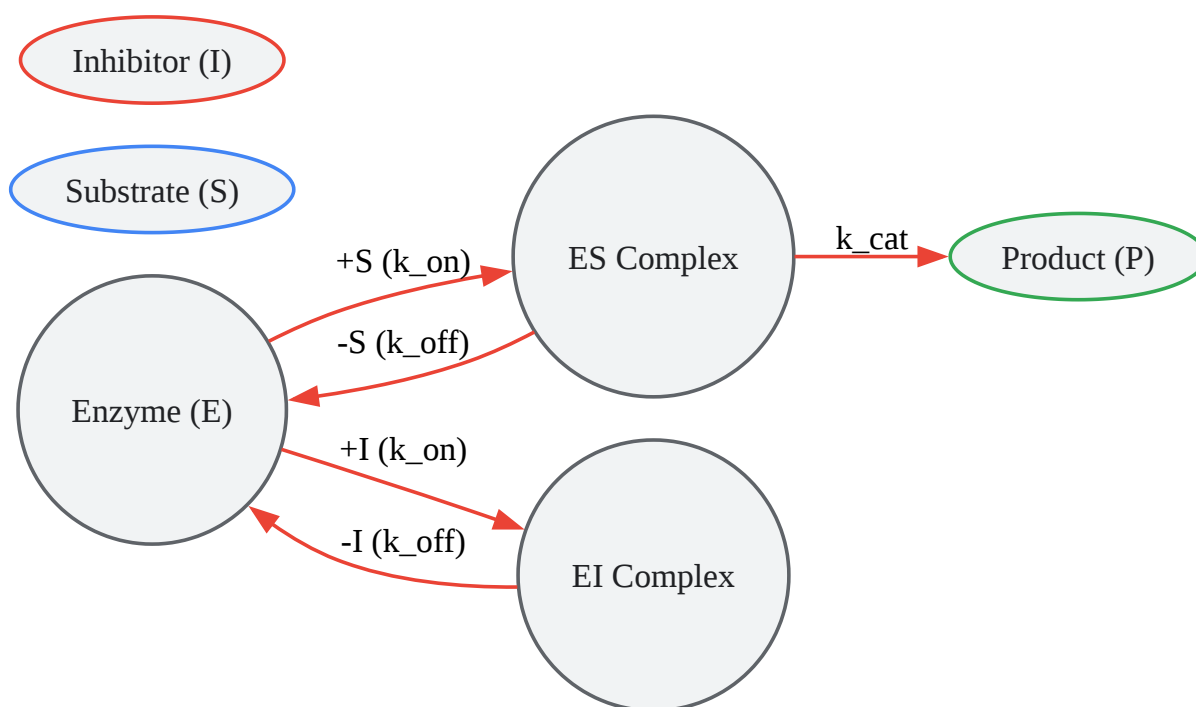 Inhibitor (I)
Substrate (S)
+S (k_on)
ES Complex
k_cat
Product (P)
-S (k_off)
Enzyme (E)
+I (k_on)
-I (k_off)
EI Complex